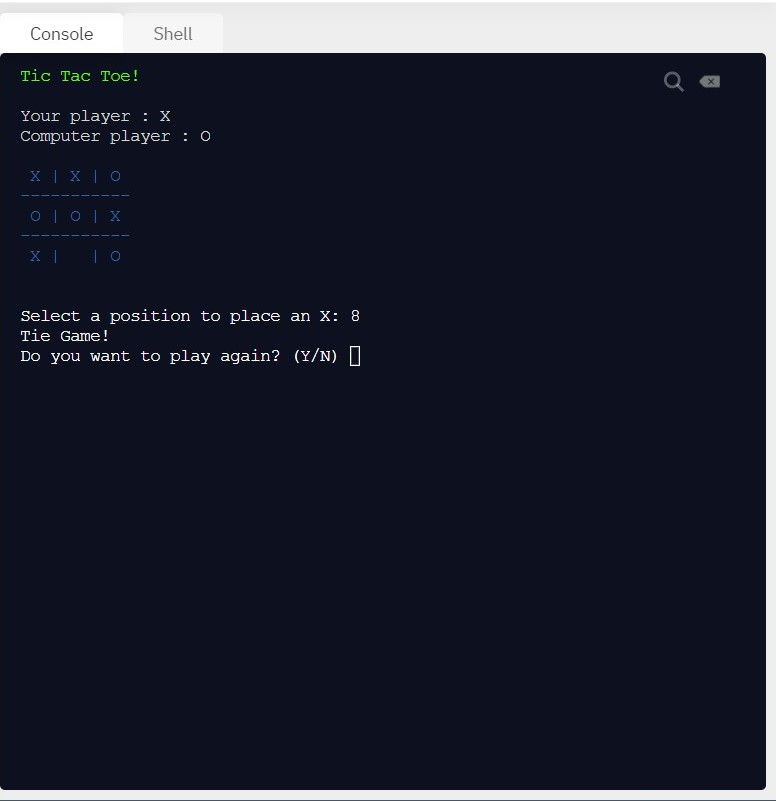 Console Shell
Tic Tac Toe!
Your player : X
Computer player : O
X | X | O
-----------
O | O | X
-----------
X |   | O
Select a position to place an X: 8
Tie Game!
Do you want to play again? (Y/N)